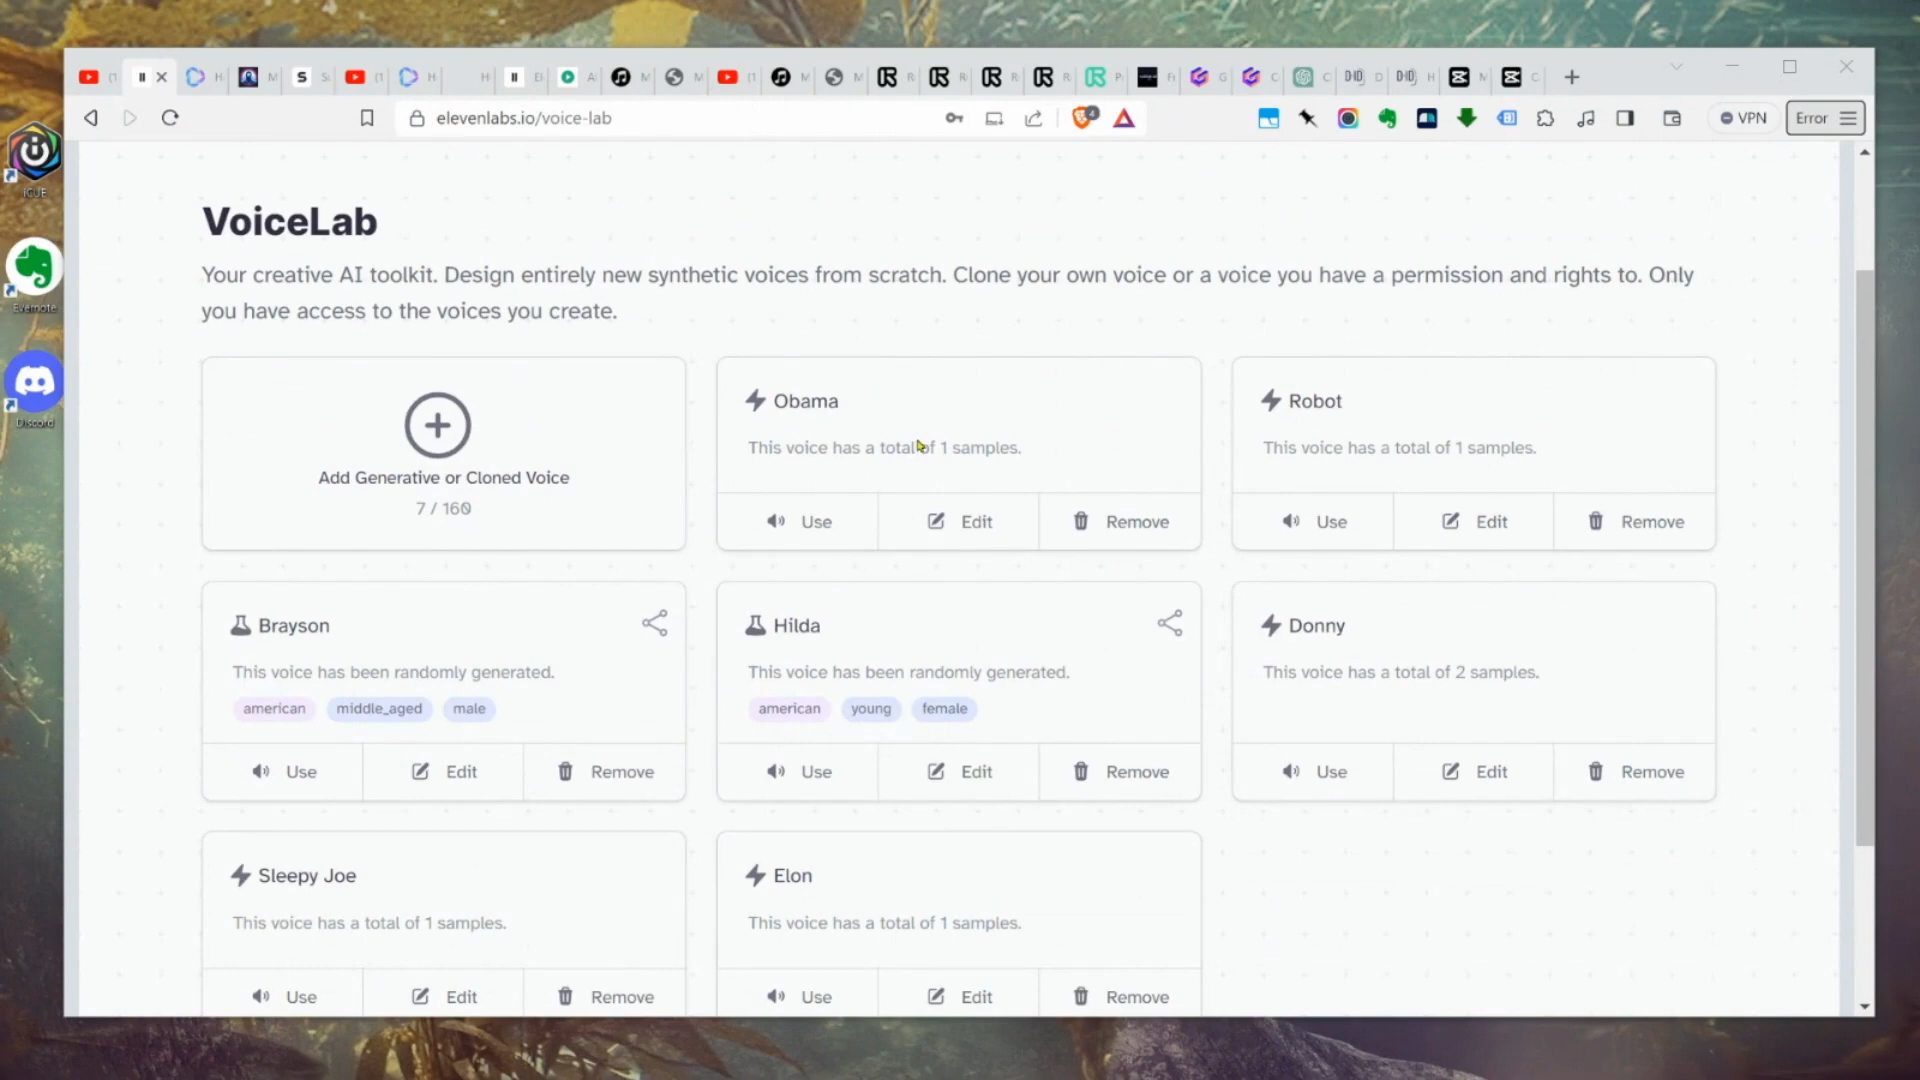 elevenlabs.io/voice-lab
4
VPN
Error
iCUE
Evernote
Discord
VoiceLab
Your creative AI toolkit. Design entirely new synthetic voices from scratch. Clone your own voice or a voice you have a permission and rights to. Only
you have access to the voices you create.
Add Generative or Cloned Voice
7 / 160
Obama
This voice has a total of 1 samples.
Use Edit Remove
Robot
This voice has a total of 1 samples.
Use Edit Remove
Brayson
This voice has been randomly generated.
american middle_aged male
Use Edit Remove
Hilda
This voice has been randomly generated.
american young female
Use Edit Remove
Donny
This voice has a total of 2 samples.
Use Edit Remove
Sleepy Joe
This voice has a total of 1 samples.
Use Edit Remove
Elon
This voice has a total of 1 samples.
Use Edit Remove